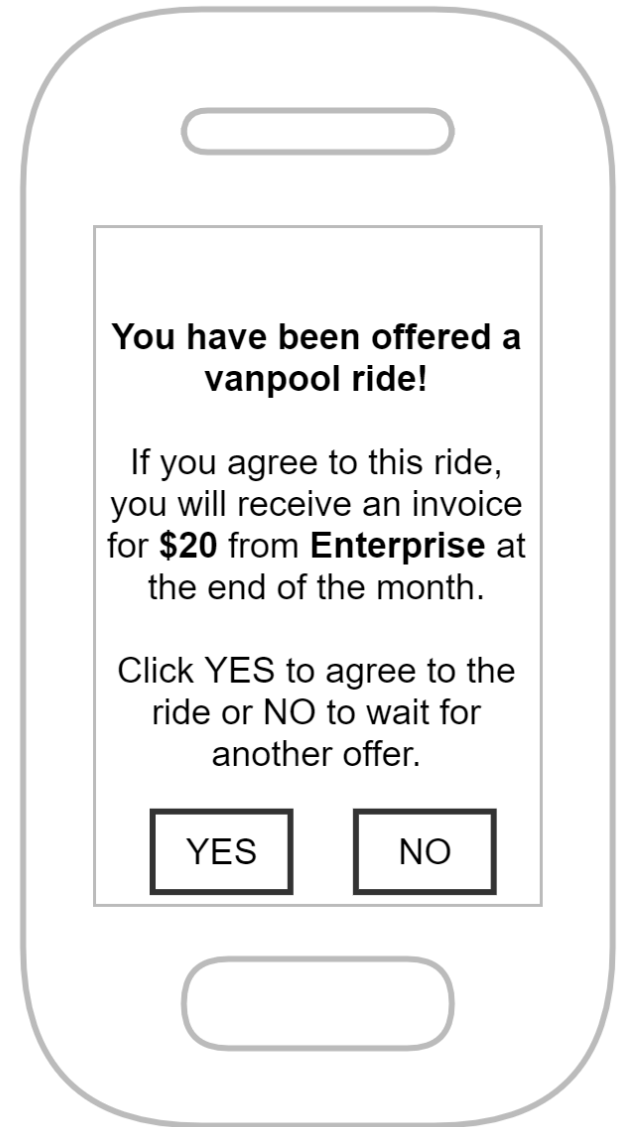 You have been offered a
vanpool ride!
If you agree to this ride,
you will receive an invoice
for $20 from Enterprise at
the end of the month.
Click YES to agree to the
ride or NO to wait for
another offer.
YES NO